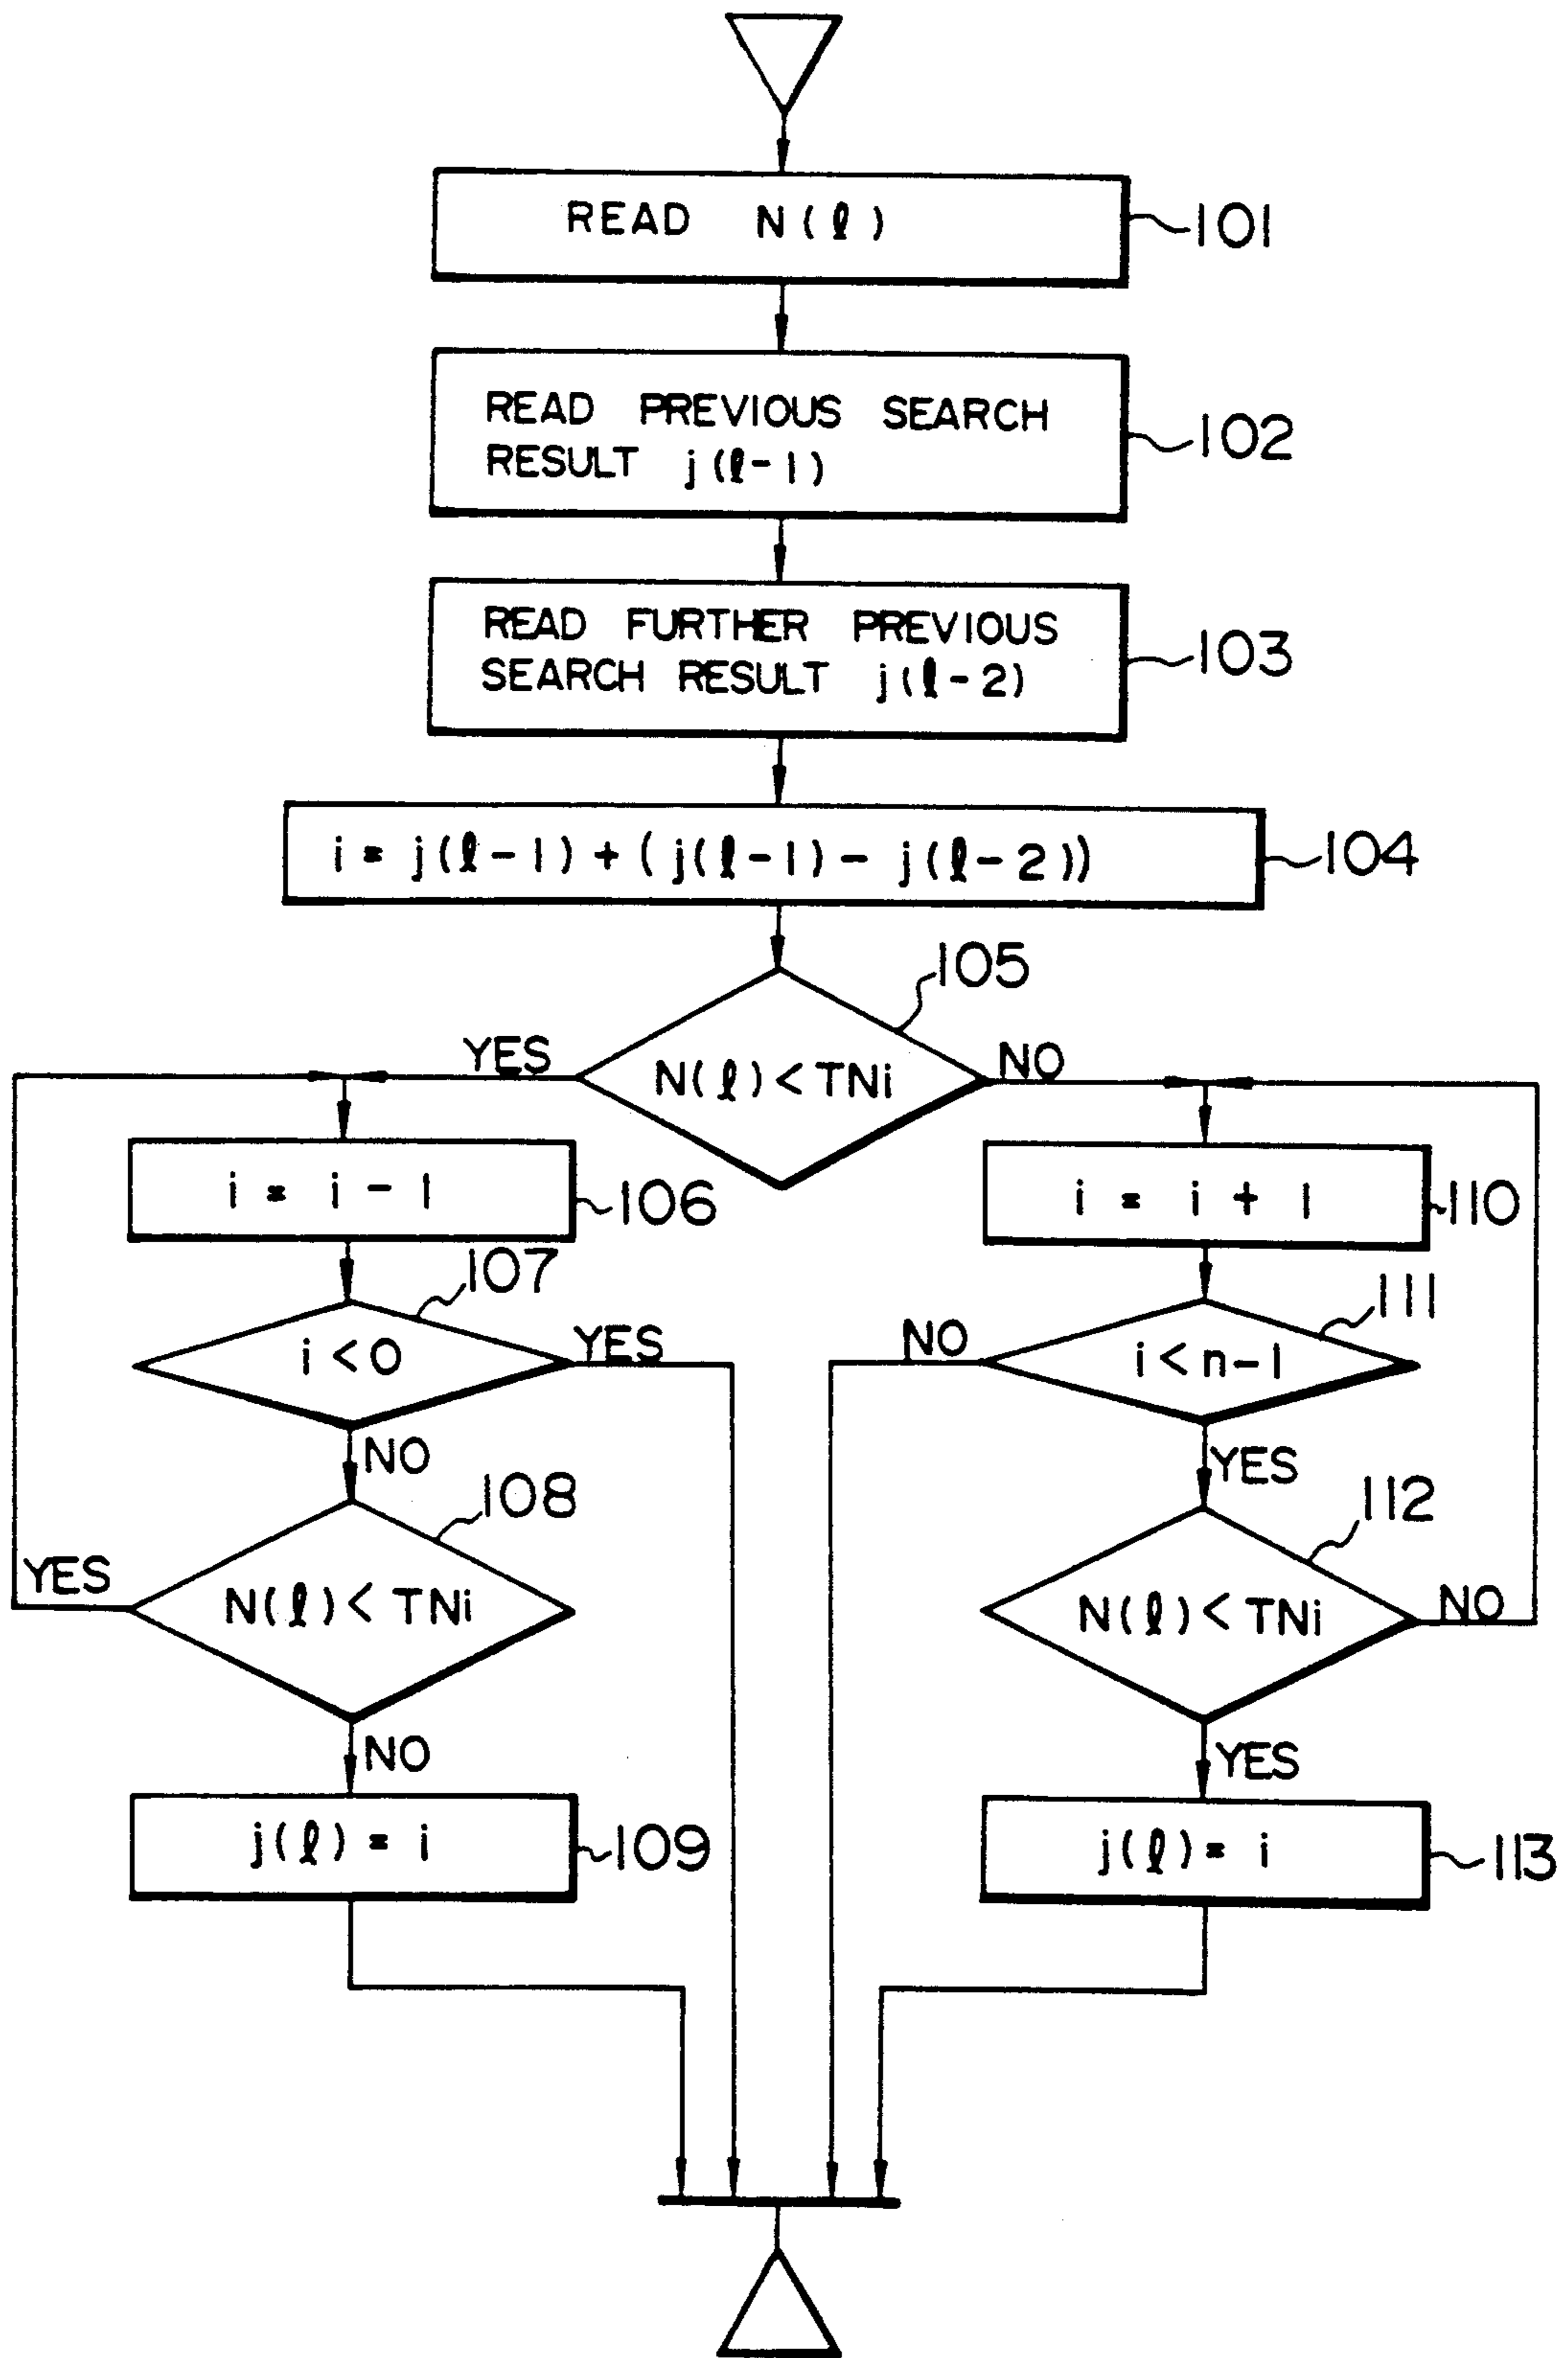 READ N(ℓ)
101
READ PREVIOUS SEARCH
RESULT j(ℓ-1)
102
READ FURTHER PREVIOUS
SEARCH RESULT j(ℓ-2)
103
i = j(ℓ-1) + (j(ℓ-1) - j(ℓ-2))
104
105
YES
N(ℓ) < TNi
NO
i = i - 1
106
i = i + 1
110
107
i < 0
YES
NO
111
NO
i < n-1
YES
108
YES
N(ℓ) < TNi
NO
112
N(ℓ) < TNi
NO
YES
j(ℓ) = i
109
j(ℓ) = i
113